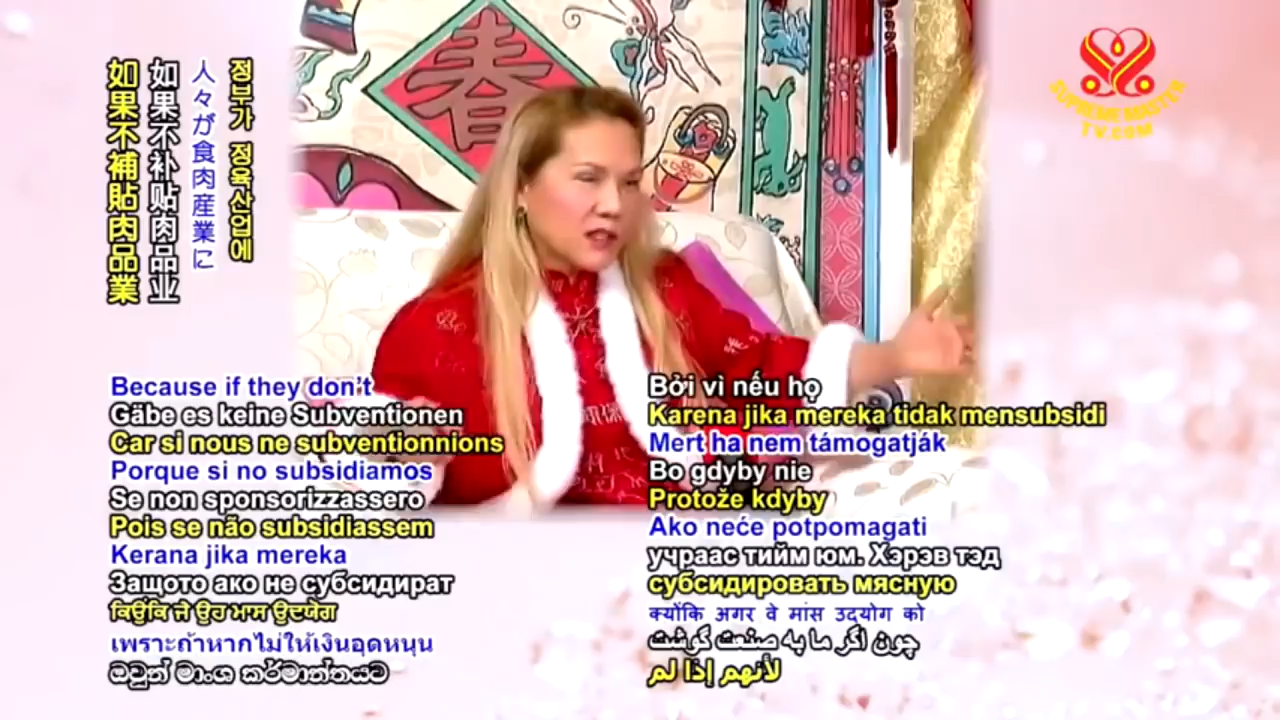 春
SUPREME MASTER
TV.COM
정부가 정육산업에
人々が食肉産業に
如果不补贴肉品业
如果不補貼肉品業
Because if they don't
Gäbe es keine Subventionen
Car si nous ne subventionnions
Porque si no subsidiamos
Se non sponsorizzassero
Pois se não subsidiassem
Kerana jika mereka
Защото ако не субсидират
ਕਿਉਂਕਿ ਜੇ ਉਹ ਮਾਸ ਉਦਯੋਗ
เพราะถ้าหากไม่ให้เงินอุดหนุน
ඔවුන් මාංශ කර්මාන්තයට
Bởi vì nếu họ
Karena jika mereka tidak mensubsidi
Mert ha nem támogatják
Bo gdyby nie
Protože kdyby
Ako neće potpomagati
учраас тийм юм. Хэрэв тэд
субсидировать мясную
क्योंकि अगर वे मांस उदयोग को
چون اگر ما به صنعت گوشت
لأنهم إذا لم